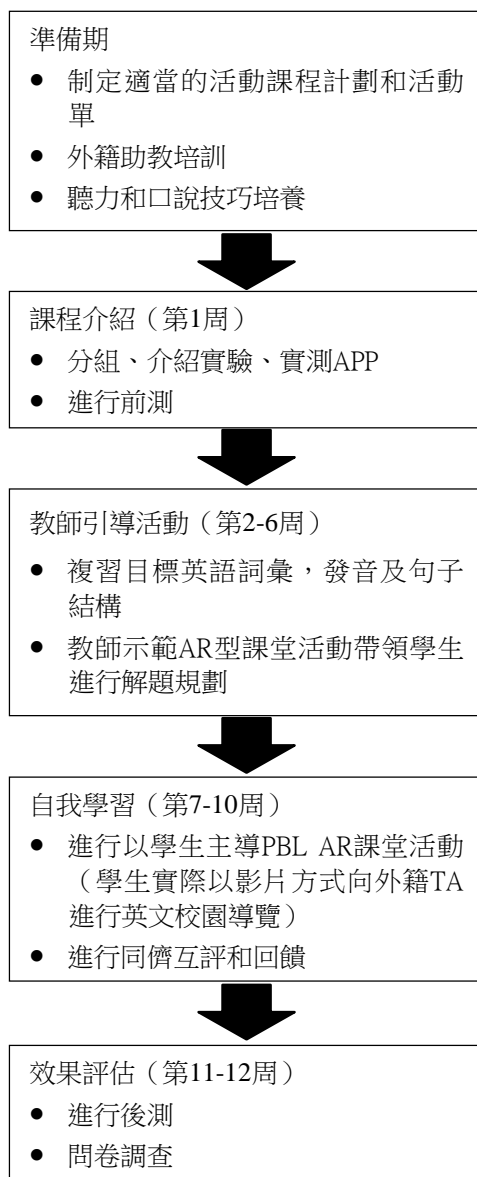 準備期
● 制定適當的活動課程計劃和活動
單
● 外籍助教培訓
● 聽力和口說技巧培養
課程介紹（第1周）
● 分組、介紹實驗、實測APP
● 進行前測
教師引導活動（第2-6周）
● 複習目標英語詞彙，發音及句子
結構
● 教師示範AR型課堂活動帶領學生
進行解題規劃
自我學習（第7-10周）
● 進行以學生主導PBL AR課堂活動
（學生實際以影片方式向外籍TA
進行英文校園導覽）
● 進行同儕互評和回饋
效果評估（第11-12周）
● 進行後測
● 問卷調查